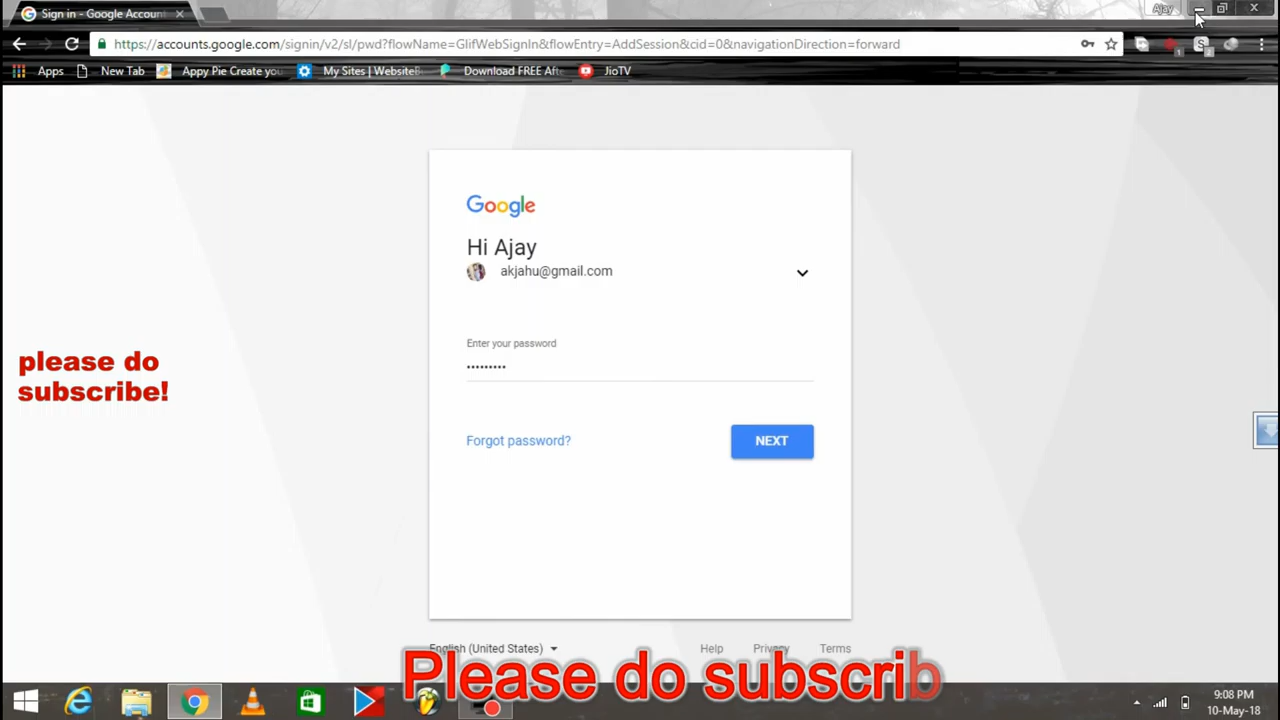 Sign in - Google Account
Ajay
https://accounts.google.com/signin/v2/sl/pwd?flowName=GlifWebSignIn&flowEntry=AddSession&cid=0&navigationDirection=forward
Apps
New Tab
Appy Pie Create you
My Sites | WebsiteB
Download FREE Aft
JioTV
Google
Hi Ajay
akjahu@gmail.com
Enter your password
•••••••••
please do
subscribe!
Forgot password?
NEXT
English (United States)
Help
Privacy
Terms
Please do subscrib
9:08 PM
10-May-18